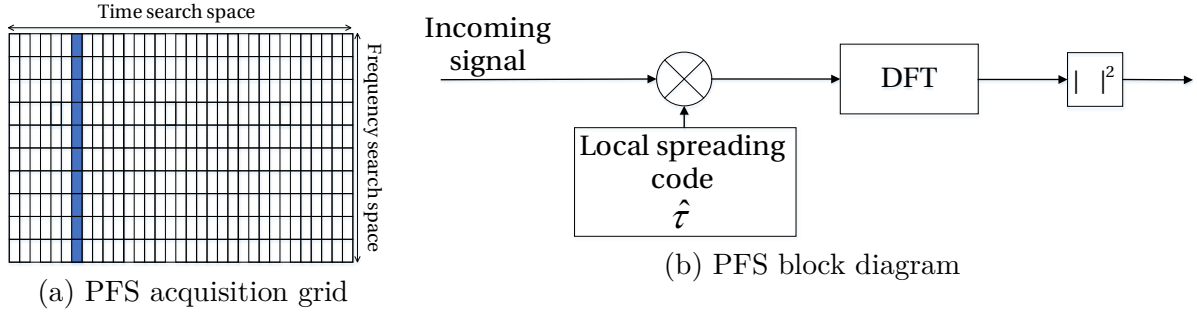 Time search space
Frequency search space
(a) PFS acquisition grid
Incoming
signal
DFT
| |²
Local spreading
code
τ̂
(b) PFS block diagram